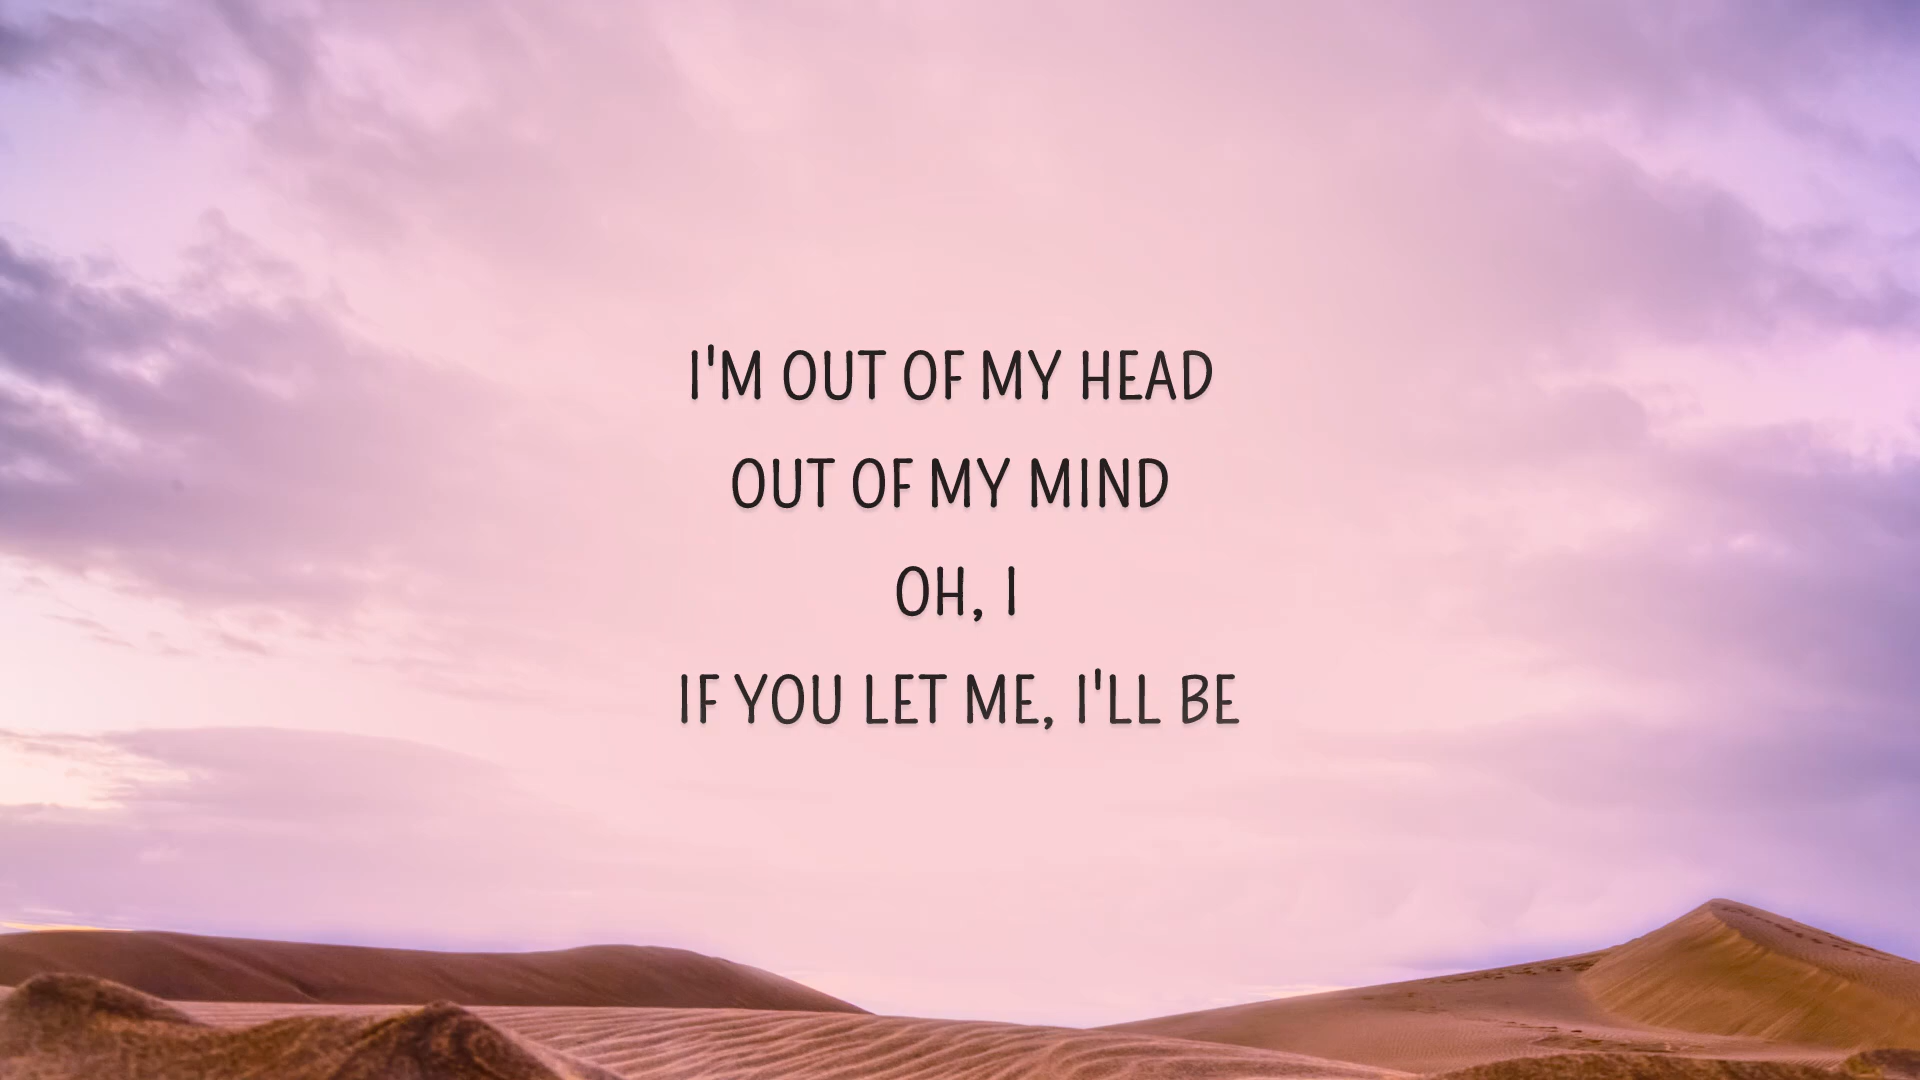 I'M OUT OF MY HEAD
OUT OF MY MIND
OH, I
IF YOU LET ME, I'LL BE